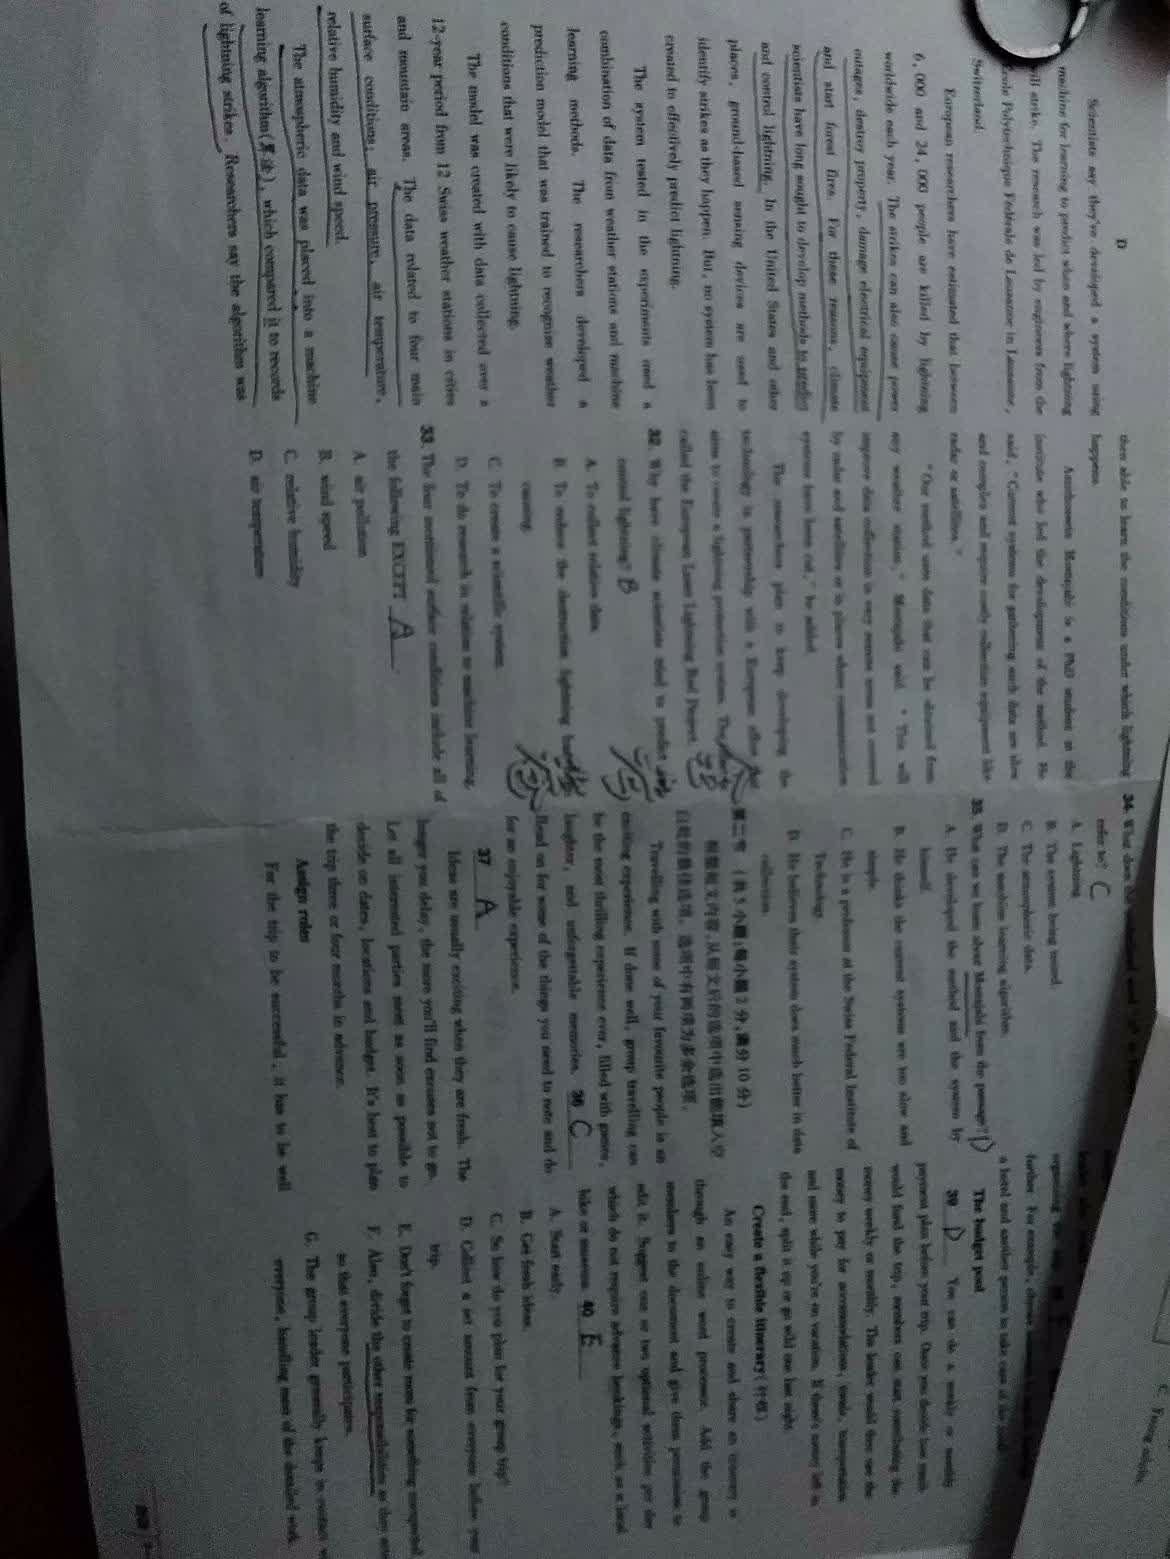 D
Scientists say they've developed a system using
machine for learning to predict when and where lightning
will strike. The research was led by engineers from the
École Polytechnique Fédérale de Lausanne in Lausanne,
Switzerland.
European researchers have estimated that between
6,000 and 24,000 people are killed by lightning
worldwide each year. The strikes can also cause power
outages, destroy property, damage electrical equipment
and start forest fires. For these reasons, climate
scientists have long sought to develop methods to predict
and control lightning. In the United States and other
places, ground-based sensing devices are used to
identify strikes as they happen. But, no system has been
created to effectively predict lightning.
The system tested in the experiments used a
combination of data from weather stations and machine
learning methods. The researchers developed a
prediction model that was trained to recognize weather
conditions that were likely to cause lightning.
The model was created with data collected over a
12-year period from 12 Swiss weather stations in cities
and mountain areas. The data related to four main
surface conditions: air pressure, air temperature,
relative humidity and wind speed.
The atmospheric data was placed into a machine
learning algorithm(算法), which compared it to records
of lightning strikes. Researchers say the algorithm was
then able to learn the conditions under which lightning
happens.
Amirhossein Mostajabi is a PhD student at the
institute who led the development of the method. He
said, "Current systems for gathering such data are slow
and complex and require costly collection equipment like
radar or satellites."
"Our method uses data that can be obtained from
any weather station," Mostajabi said. "This will
improve data collection in very remote areas not covered
by radar and satellites or in places where communication
systems have been cut," he added.
The researchers plan to keep developing the
technology in partnership with a European effort that
aims to create a lightning protection system. The
called the European Laser Lightning Rod Project.
32. Why have climate scientists tried to predict and
control lightning? B
A. To collect relative data.
B. To reduce the destruction lightning
causing.
C. To create a scientific system.
D. To do research in relation to machine learning.
33. The four mentioned surface conditions include all of
the following EXCEPT A
A. air pollution
B. wind speed
C. relative humidity
D. air temperature
34. What does the
refer to? C
A. Lightning
B. The system being tested.
C. The atmospheric data.
D. The machine learning algorithm.
35. What can we learn about Mostajabi from the passage? D
A. He developed the method and the system by
himself.
B. He thinks the current systems are too slow and
simple.
C. He is a professor at the Swiss Federal Institute of
Technology.
D. He believes their system does much better in data
collection.
第二节 (共5小题;每小题2分,满分10分)
根据短文内容,从短文后的选项中选出能填入空
白处的最佳选项。选项中有两项为多余选项。
Travelling with some of your favourite people is an
exciting experience. If done well, group travelling can
be the most thrilling experience ever, filled with games,
laughter, and unforgettable memories. 36 C
Read on for some of the things you need to note and do
for an enjoyable experience.
37 A
Ideas are usually exciting when they are fresh. The
longer you delay, the more you'll find excuses not to go.
Let all interested parties meet as soon as possible to
decide on dates, locations and budget. It's best to plan
the trip three or four months in advance.
Assign roles
For the trip to be successful, it has to be well
further. For example, choose
a hotel and another person to take care of the food.
The budget pool
39 D You can do a weekly or monthly
payment plan before your trip. Once you decide how much
would fund the trip, members can start contributing the
money weekly or monthly. The leader would then use the
money to pay for accommodations, meals, transportation
and more while you're on vacation. If there's money left in
the end, split it up or go wild one last night.
Create a flexible itinerary(行程)
An easy way to create and share an itinerary is
through an online word processor. Add the group
members to the document and give them permission to
edit it. Suggest one or two optional activities per day
which do not require advance bookings, such as a local
hike or museum. 40 E
A. Start early.
B. Get fresh ideas.
C. So how do you plan for your group trip?
D. Collect a set amount from everyone before your
trip.
E. Don't forget to create room for something unexpected.
F. Also, divide the other responsibilities
so that everyone participates.
G. The group leader generally keeps in contact
everyone, handling most of the detailed work.